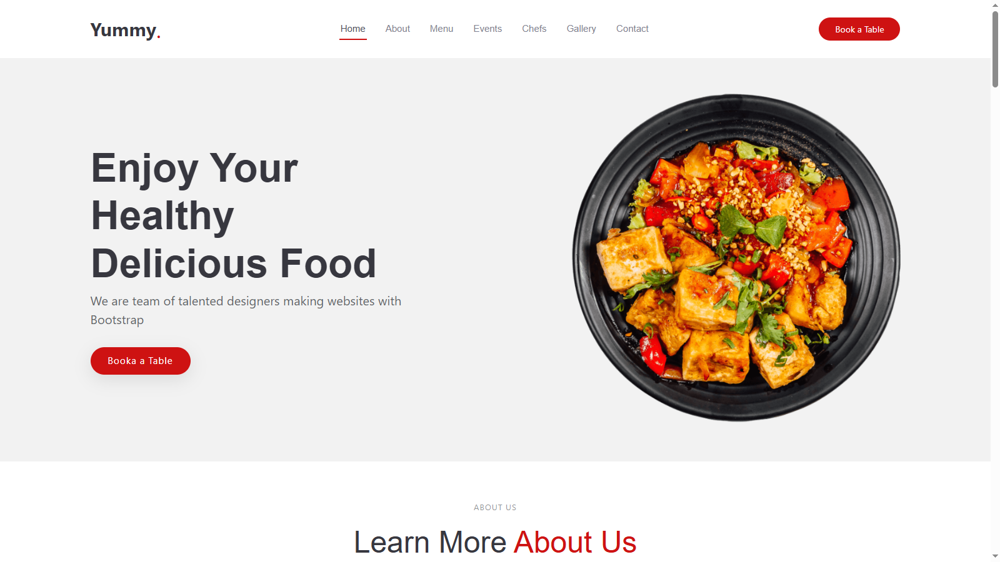 Yummy.
Home About Menu Events Chefs Gallery Contact
Book a Table
Enjoy Your
Healthy
Delicious Food
We are team of talented designers making websites with
Bootstrap
Booka a Table
ABOUT US
Learn More About Us